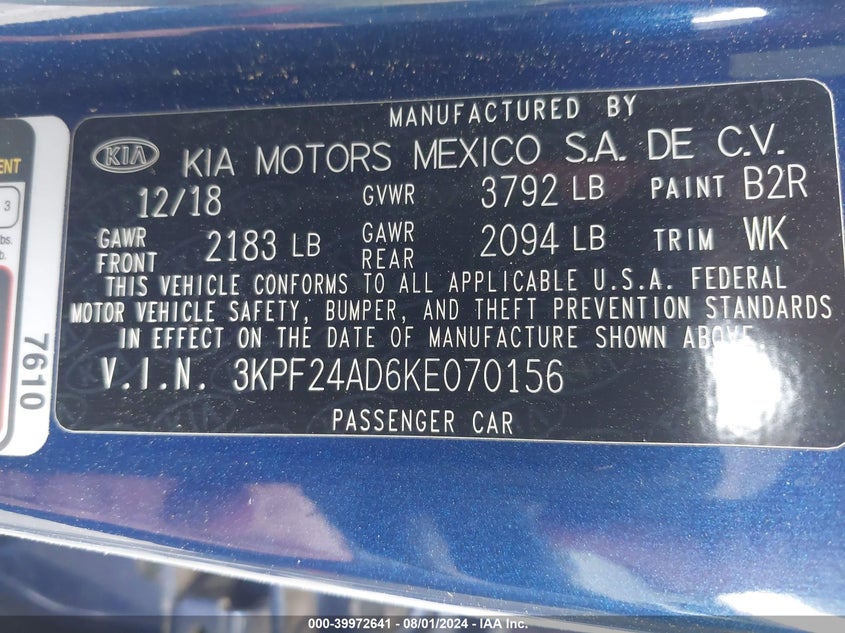 MANUFACTURED BY
KIA KIA MOTORS MEXICO S.A. DE C.V.
12/18 GVWR 3792 LB PAINT B2R
GAWR FRONT 2183 LB GAWR REAR 2094 LB TRIM WK
THIS VEHICLE CONFORMS TO ALL APPLICABLE U.S.A. FEDERAL
MOTOR VEHICLE SAFETY, BUMPER, AND THEFT PREVENTION STANDARDS
IN EFFECT ON THE DATE OF MANUFACTURE SHOWN ABOVE.
V.I.N. 3KPF24AD6KE070156
PASSENGER CAR
3
7610
000-39972641 - 08/01/2024 - IAA Inc.